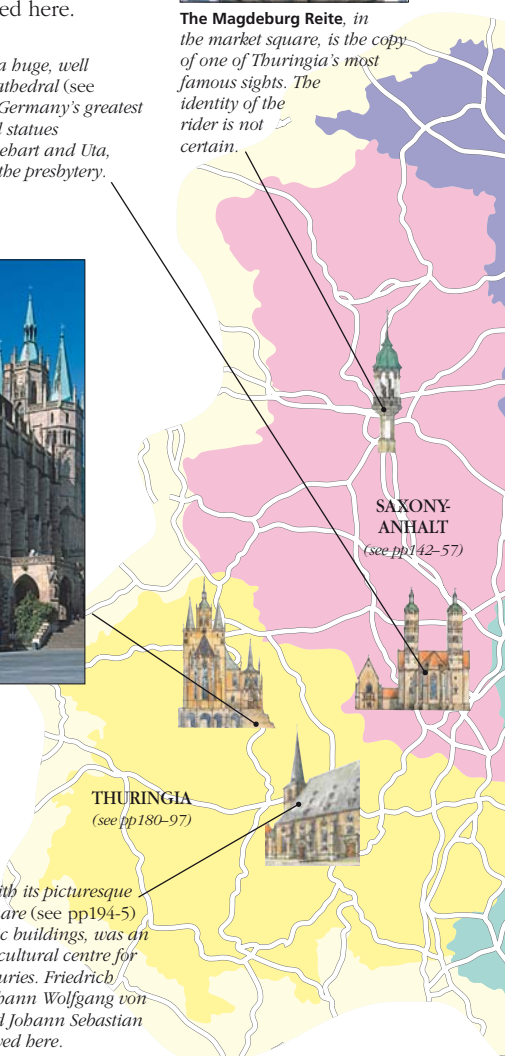 ed here.
The Magdeburg Reite, in
the market square, is the copy
of one of Thuringia's most
famous sights. The
identity of the
rider is not
certain.
a huge, well
athedral (see
Germany's greatest
l statues
ehart and Uta,
the presbytery.
SAXONY-
ANHALT
(see pp142–57)
THURINGIA
(see pp180–97)
ith its picturesque
are (see pp194-5)
c buildings, was an
cultural centre for
uries. Friedrich
hann Wolfgang von
d Johann Sebastian
ved here.